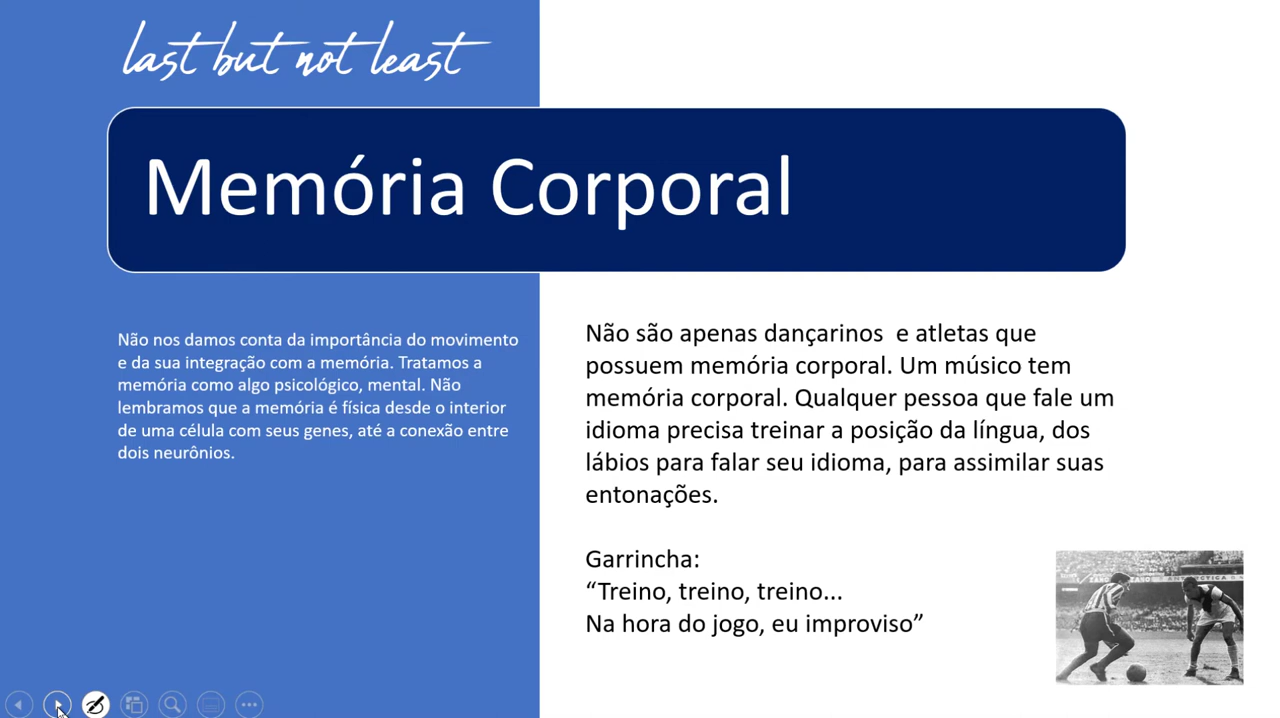 last but not least
Memória Corporal
Não nos damos conta da importância do movimento
e da sua integração com a memória. Tratamos a
memória como algo psicológico, mental. Não
lembramos que a memória é física desde o interior
de uma célula com seus genes, até a conexão entre
dois neurônios.
Não são apenas dançarinos  e atletas que
possuem memória corporal. Um músico tem
memória corporal. Qualquer pessoa que fale um
idioma precisa treinar a posição da língua, dos
lábios para falar seu idioma, para assimilar suas
entonações.
Garrincha:
“Treino, treino, treino...
Na hora do jogo, eu improviso”